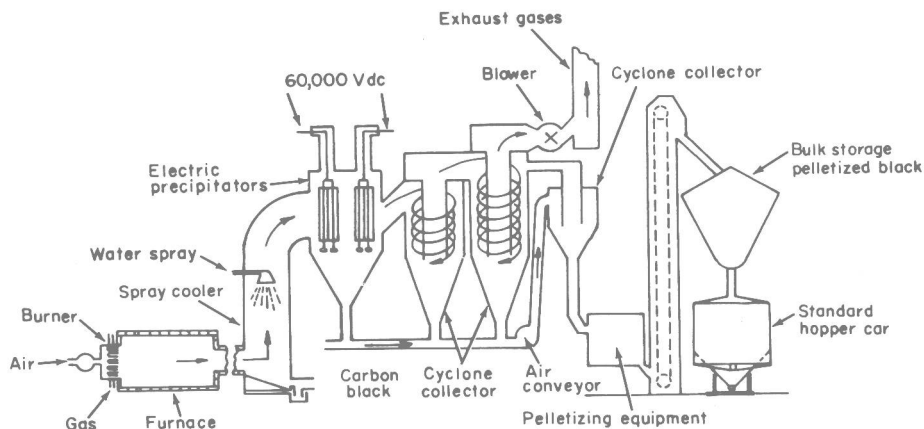 Exhaust gases
Blower
Cyclone collector
60,000 Vdc
Electric
precipitators
Bulk storage
pelletized black
Water spray
Spray cooler
Burner
Standard
hopper car
Air
Carbon
black
Cyclone
collector
Air
conveyor
Pelletizing equipment
Gas
Furnace